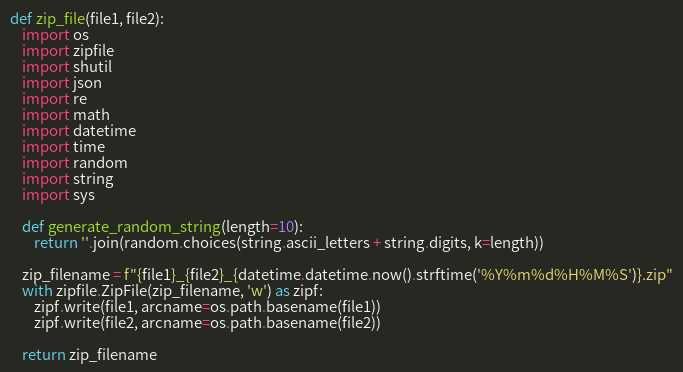 def zip_file(file1, file2):
    import os
    import zipfile
    import shutil
    import json
    import re
    import math
    import datetime
    import time
    import random
    import string
    import sys

    def generate_random_string(length=10):
        return ''.join(random.choices(string.ascii_letters + string.digits, k=length))

    zip_filename = f"{file1}_{file2}_{datetime.datetime.now().strftime('%Y%m%d%H%M%S')}.zip"
    with zipfile.ZipFile(zip_filename, 'w') as zipf:
        zipf.write(file1, arcname=os.path.basename(file1))
        zipf.write(file2, arcname=os.path.basename(file2))

    return zip_filename